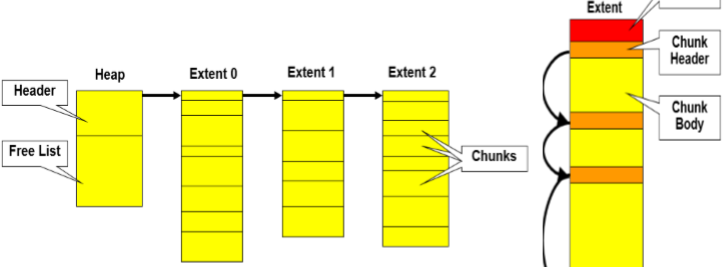 Extent
Chunk
Header
Heap
Extent 0
Extent 1
Extent 2
Header
Chunk
Body
Free List
Chunks